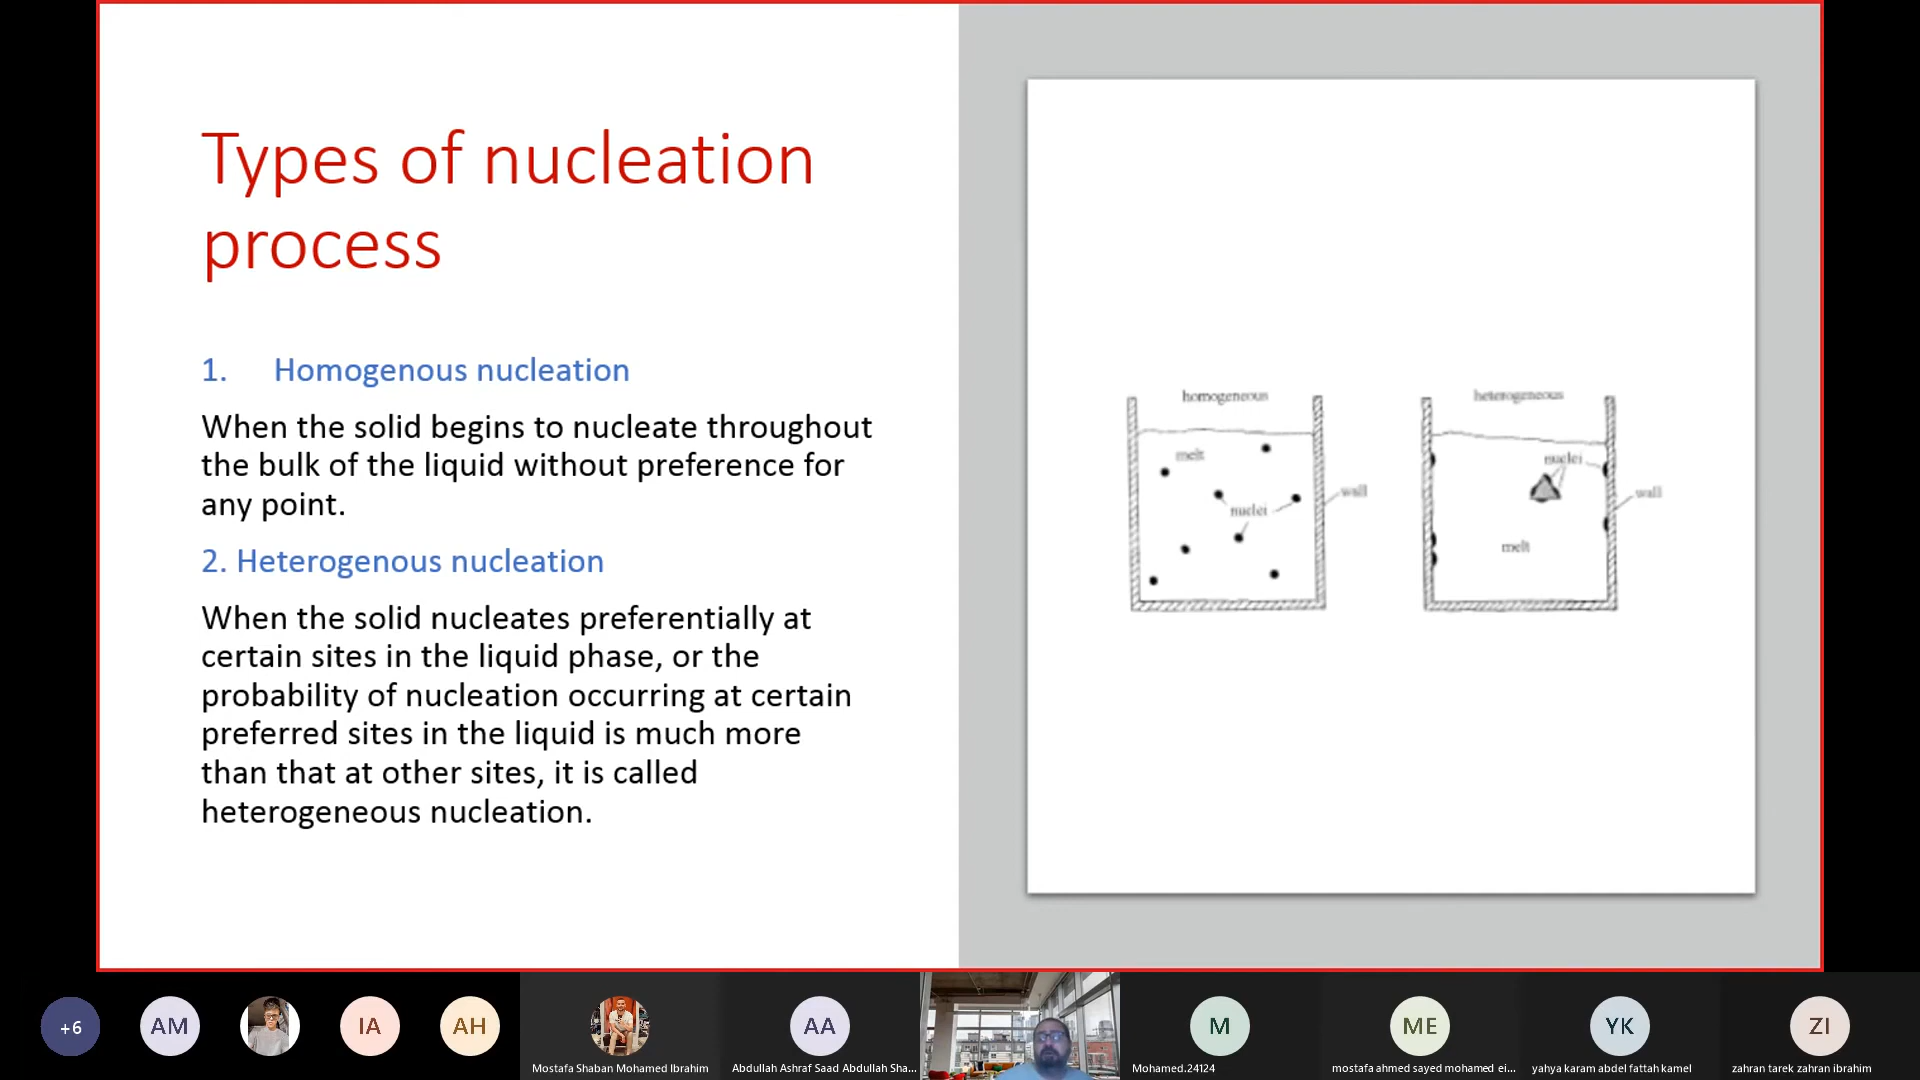 Types of nucleation
process
1. Homogenous nucleation
When the solid begins to nucleate throughout
the bulk of the liquid without preference for
any point.
2. Heterogenous nucleation
When the solid nucleates preferentially at
certain sites in the liquid phase, or the
probability of nucleation occurring at certain
preferred sites in the liquid is much more
than that at other sites, it is called
heterogeneous nucleation.
homogeneous
melt
nuclei
wall
heterogeneous
nuclei
wall
melt
+6
AM
IA
AH
Mostafa Shaban Mohamed Ibrahim
AA
Abdullah Ashraf Saad Abdullah Sha...
M
Mohamed.24124
ME
mostafa ahmed sayed mohamed ei...
YK
yahya karam abdel fattah kamel
ZI
zahran tarek zahran ibrahim